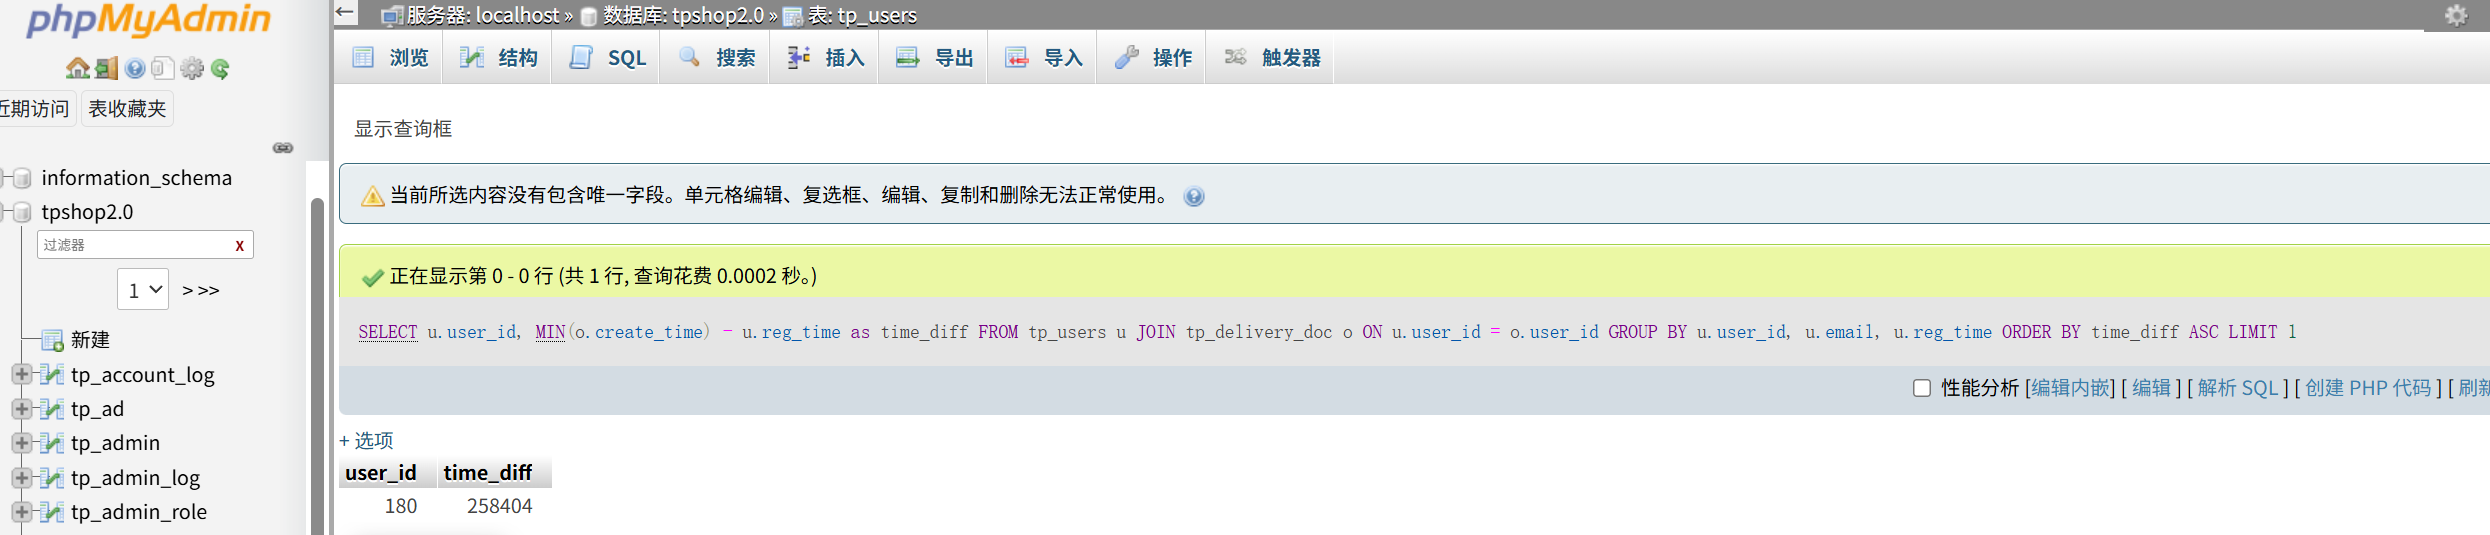 phpMyAdmin
近期访问 表收藏夹
information_schema
tpshop2.0
过滤器 X
1 > >>
新建
tp_account_log
tp_ad
tp_admin
tp_admin_log
tp_admin_role
← 服务器: localhost » 数据库: tpshop2.0 » 表: tp_users
浏览 结构 SQL 搜索 插入 导出 导入 操作 触发器
显示查询框
当前所选内容没有包含唯一字段。单元格编辑、复选框、编辑、复制和删除无法正常使用。
正在显示第 0 - 0 行 (共 1 行, 查询花费 0.0002 秒。)
SELECT u.user_id, MIN(o.create_time) - u.reg_time as time_diff FROM tp_users u JOIN tp_delivery_doc o ON u.user_id = o.user_id GROUP BY u.user_id, u.email, u.reg_time ORDER BY time_diff ASC LIMIT 1
性能分析 [编辑内嵌] [ 编辑 ] [ 解析 SQL ] [ 创建 PHP 代码 ] [ 刷新
+ 选项
user_id time_diff
180 258404